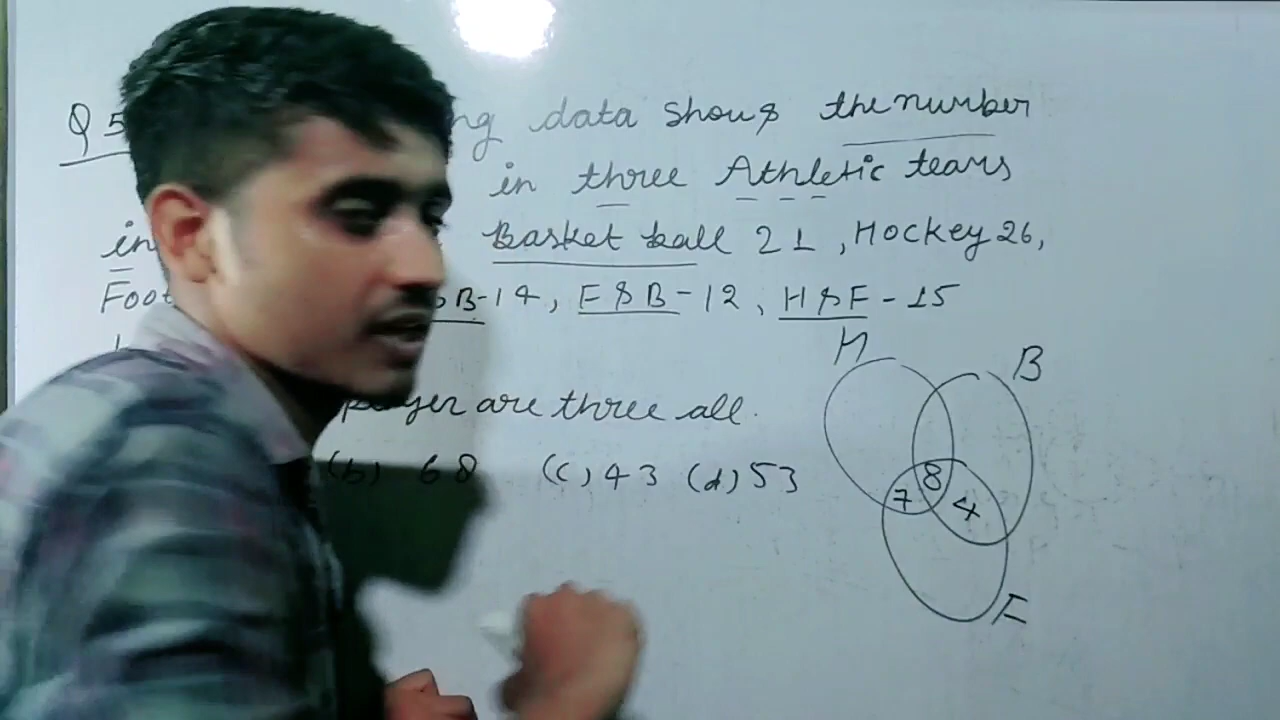 Q 5 ng data shows the number
in three Athletic teams
in Basket ball 21, Hockey 26,
Foot B-14, F & B-12, H & F-15
player are three all.
(b) 68 (c) 43 (d) 53
H
B
8
7 4
F